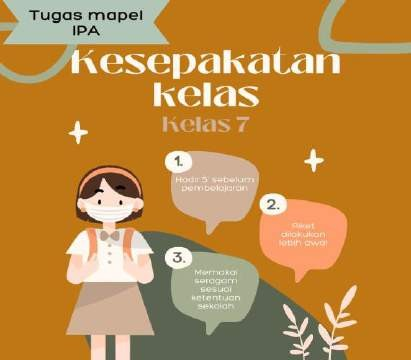 Tugas mapel
IPA
Kesepakatan
kelas
Kelas 7
1.
Hadir 5' sebelum
pembelajaran
2.
Piket
dilakukan
lebih awal
3.
Memakai
seragam
sesuai
ketentuan
sekolah